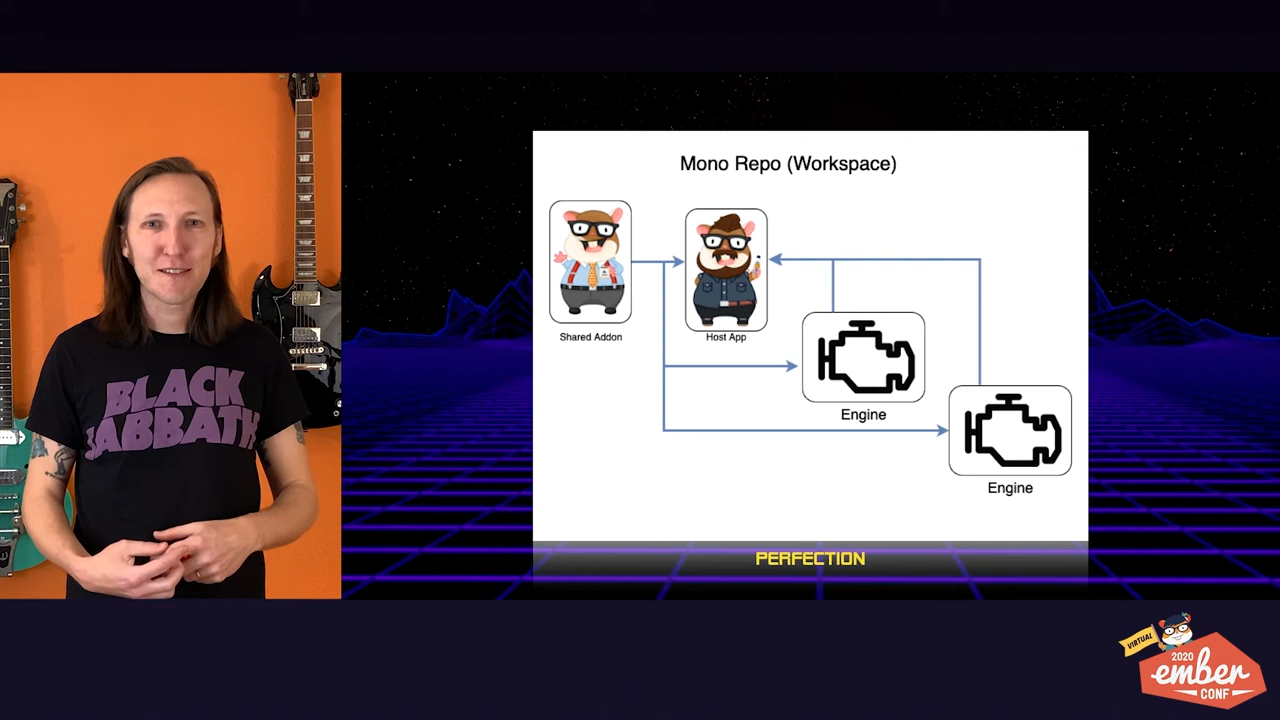 BLACK
SABBATH
Mono Repo (Workspace)
Shared Addon
Host App
Engine
Engine
PERFECTION
VIRTUAL
2020
ember
CONF